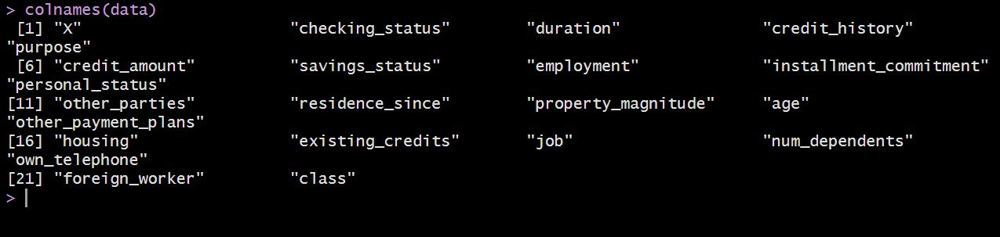 > colnames(data)
[1] "X" "checking_status" "duration" "credit_history"
"purpose"
[6] "credit_amount" "savings_status" "employment" "installment_commitment"
"personal_status"
[11] "other_parties" "residence_since" "property_magnitude" "age"
"other_payment_plans"
[16] "housing" "existing_credits" "job" "num_dependents"
"own_telephone"
[21] "foreign_worker" "class"
>